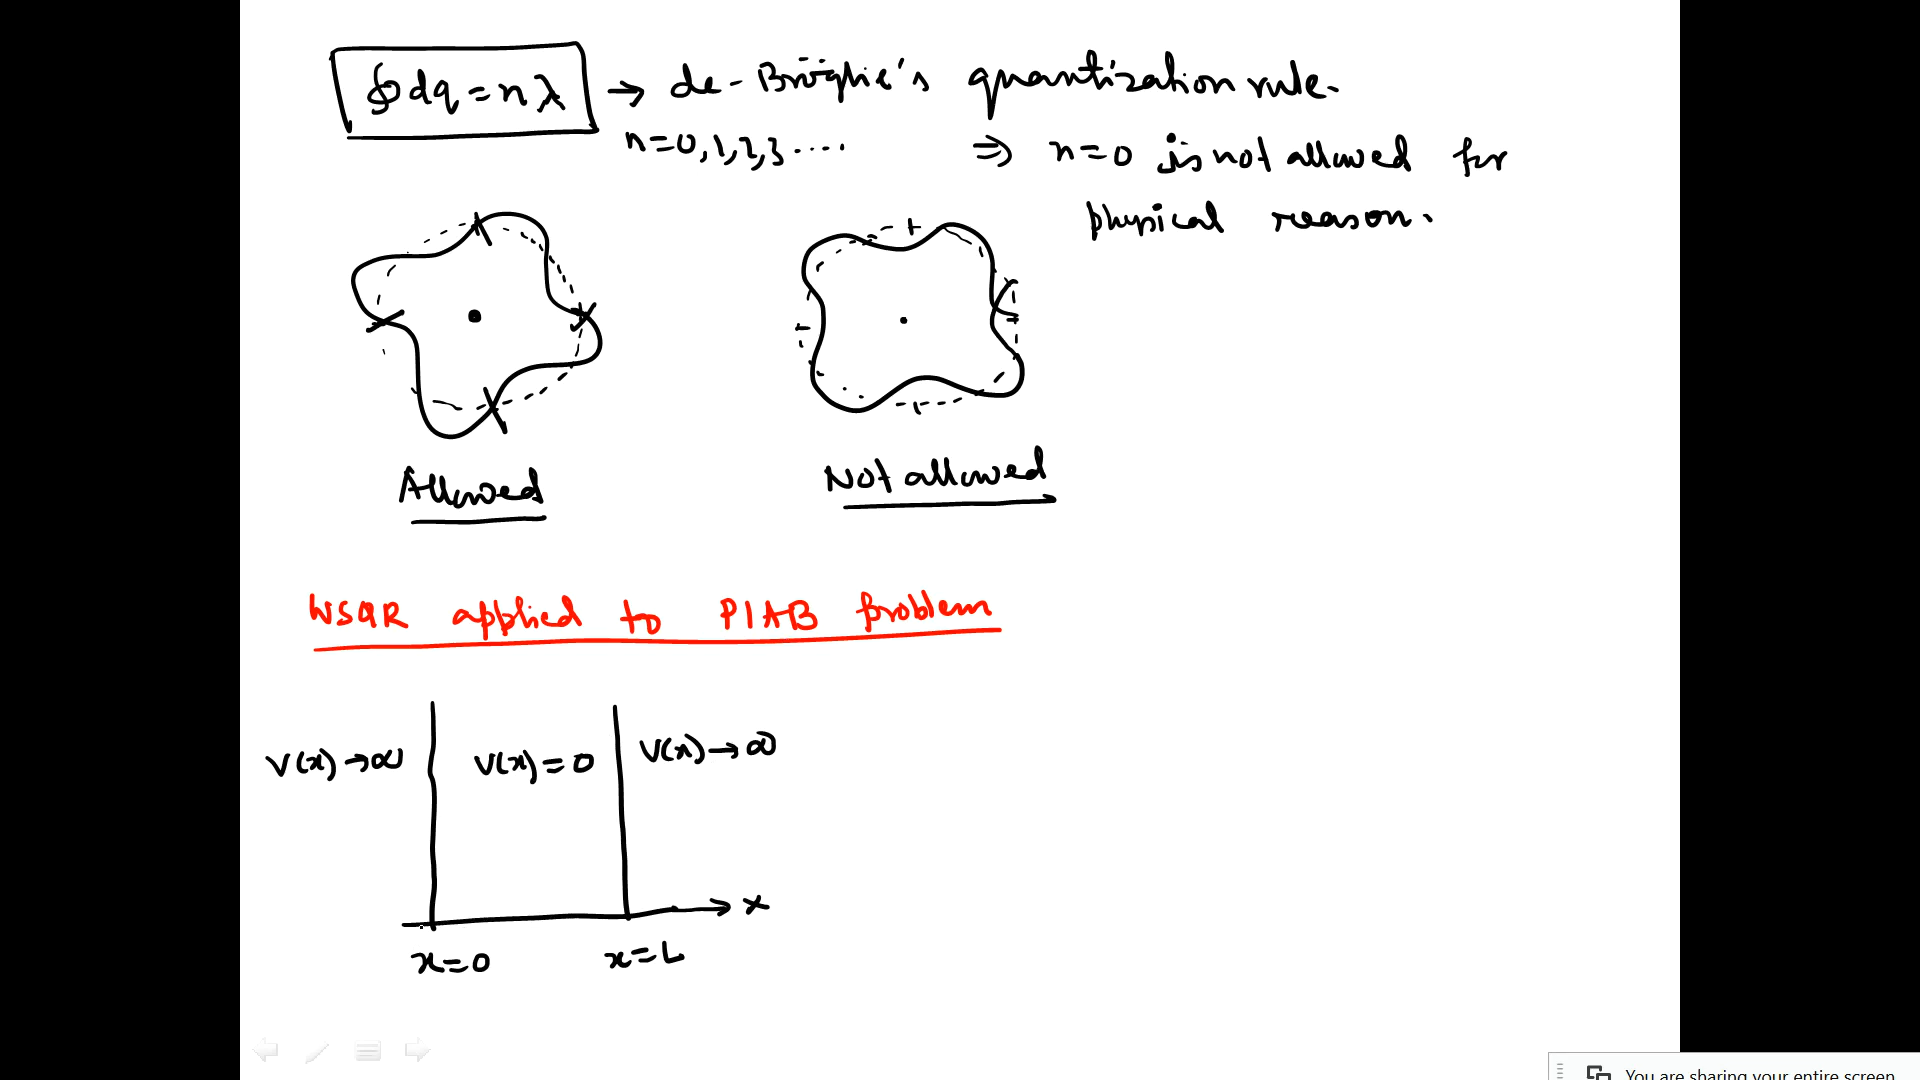 ∮dq = nλ → de-Broglie's quantization rule.
n=0,1,2,3.... ⇒ n=0 is not allowed for
physical reason.
Allowed
Not allowed
WSQR applied to PIAB problem
V(x)→∞
V(x)=0
V(x)→∞
x
x=0
x=L
You are sharing your entire screen